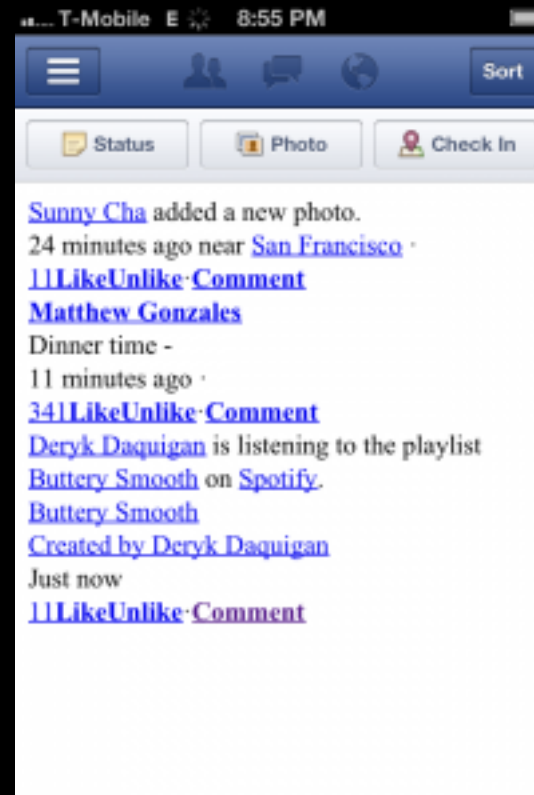 T-Mobile E 8:55 PM
Sort
Status Photo Check In
Sunny Cha added a new photo.
24 minutes ago near San Francisco ·
11LikeUnlike·Comment
Matthew Gonzales
Dinner time -
11 minutes ago ·
341LikeUnlike·Comment
Deryk Daquigan is listening to the playlist
Buttery Smooth on Spotify.
Buttery Smooth
Created by Deryk Daquigan
Just now
11LikeUnlike·Comment